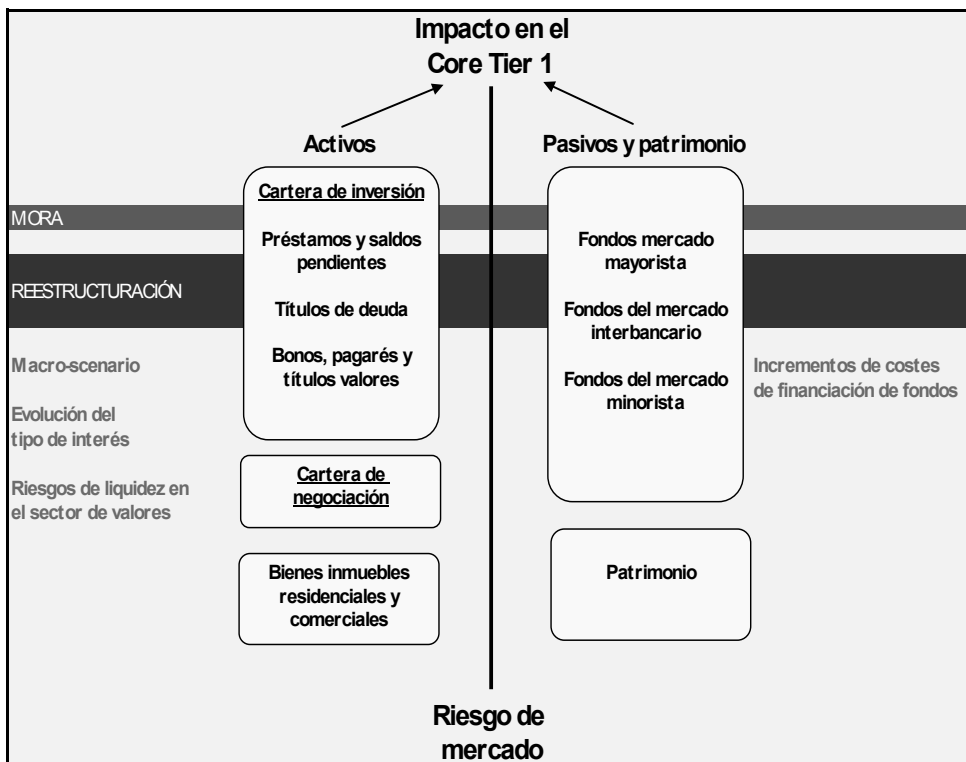 Impacto en el
Core Tier 1
Activos
Pasivos y patrimonio
Cartera de inversión
MORA
Préstamos y saldos
pendientes
Fondos mercado
mayorista
REESTRUCTURACIÓN
Títulos de deuda
Fondos del mercado
interbancario
Macro-scenario
Bonos, pagarés y
títulos valores
Fondos del mercado
minorista
Incrementos de costes
de financiación de fondos
Evolución del
tipo de interés
Riesgos de liquidez en
el sector de valores
Cartera de
negociación
Bienes inmuebles
residenciales y
comerciales
Patrimonio
Riesgo de
mercado